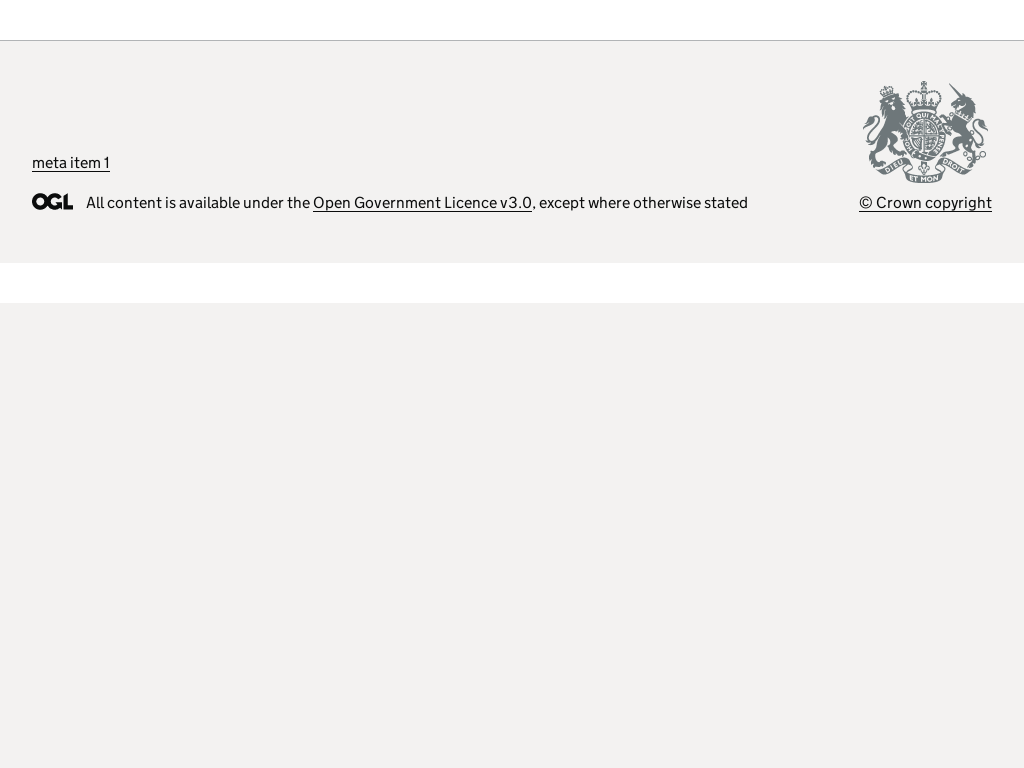 meta item 1
OGL All content is available under the Open Government Licence v3.0, except where otherwise stated
DIEU ET MON DROIT
© Crown copyright